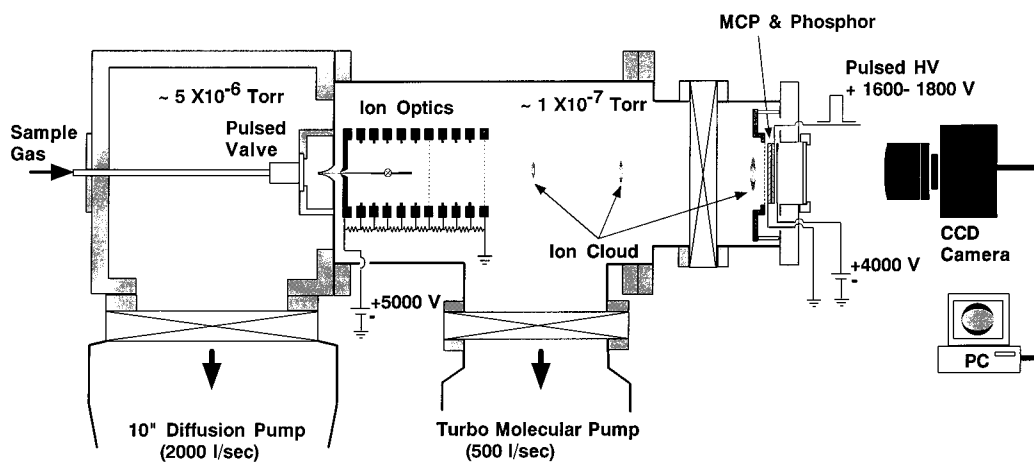 MCP & Phosphor
Pulsed HV
+ 1600- 1800 V
~ 5 X10⁻⁶ Torr
Ion Optics
~ 1 X10⁻⁷ Torr
Sample
Gas
Pulsed
Valve
Ion Cloud
CCD
Camera
+5000 V
-
+4000 V
-
PC
10" Diffusion Pump
(2000 l/sec)
Turbo Molecular Pump
(500 l/sec)